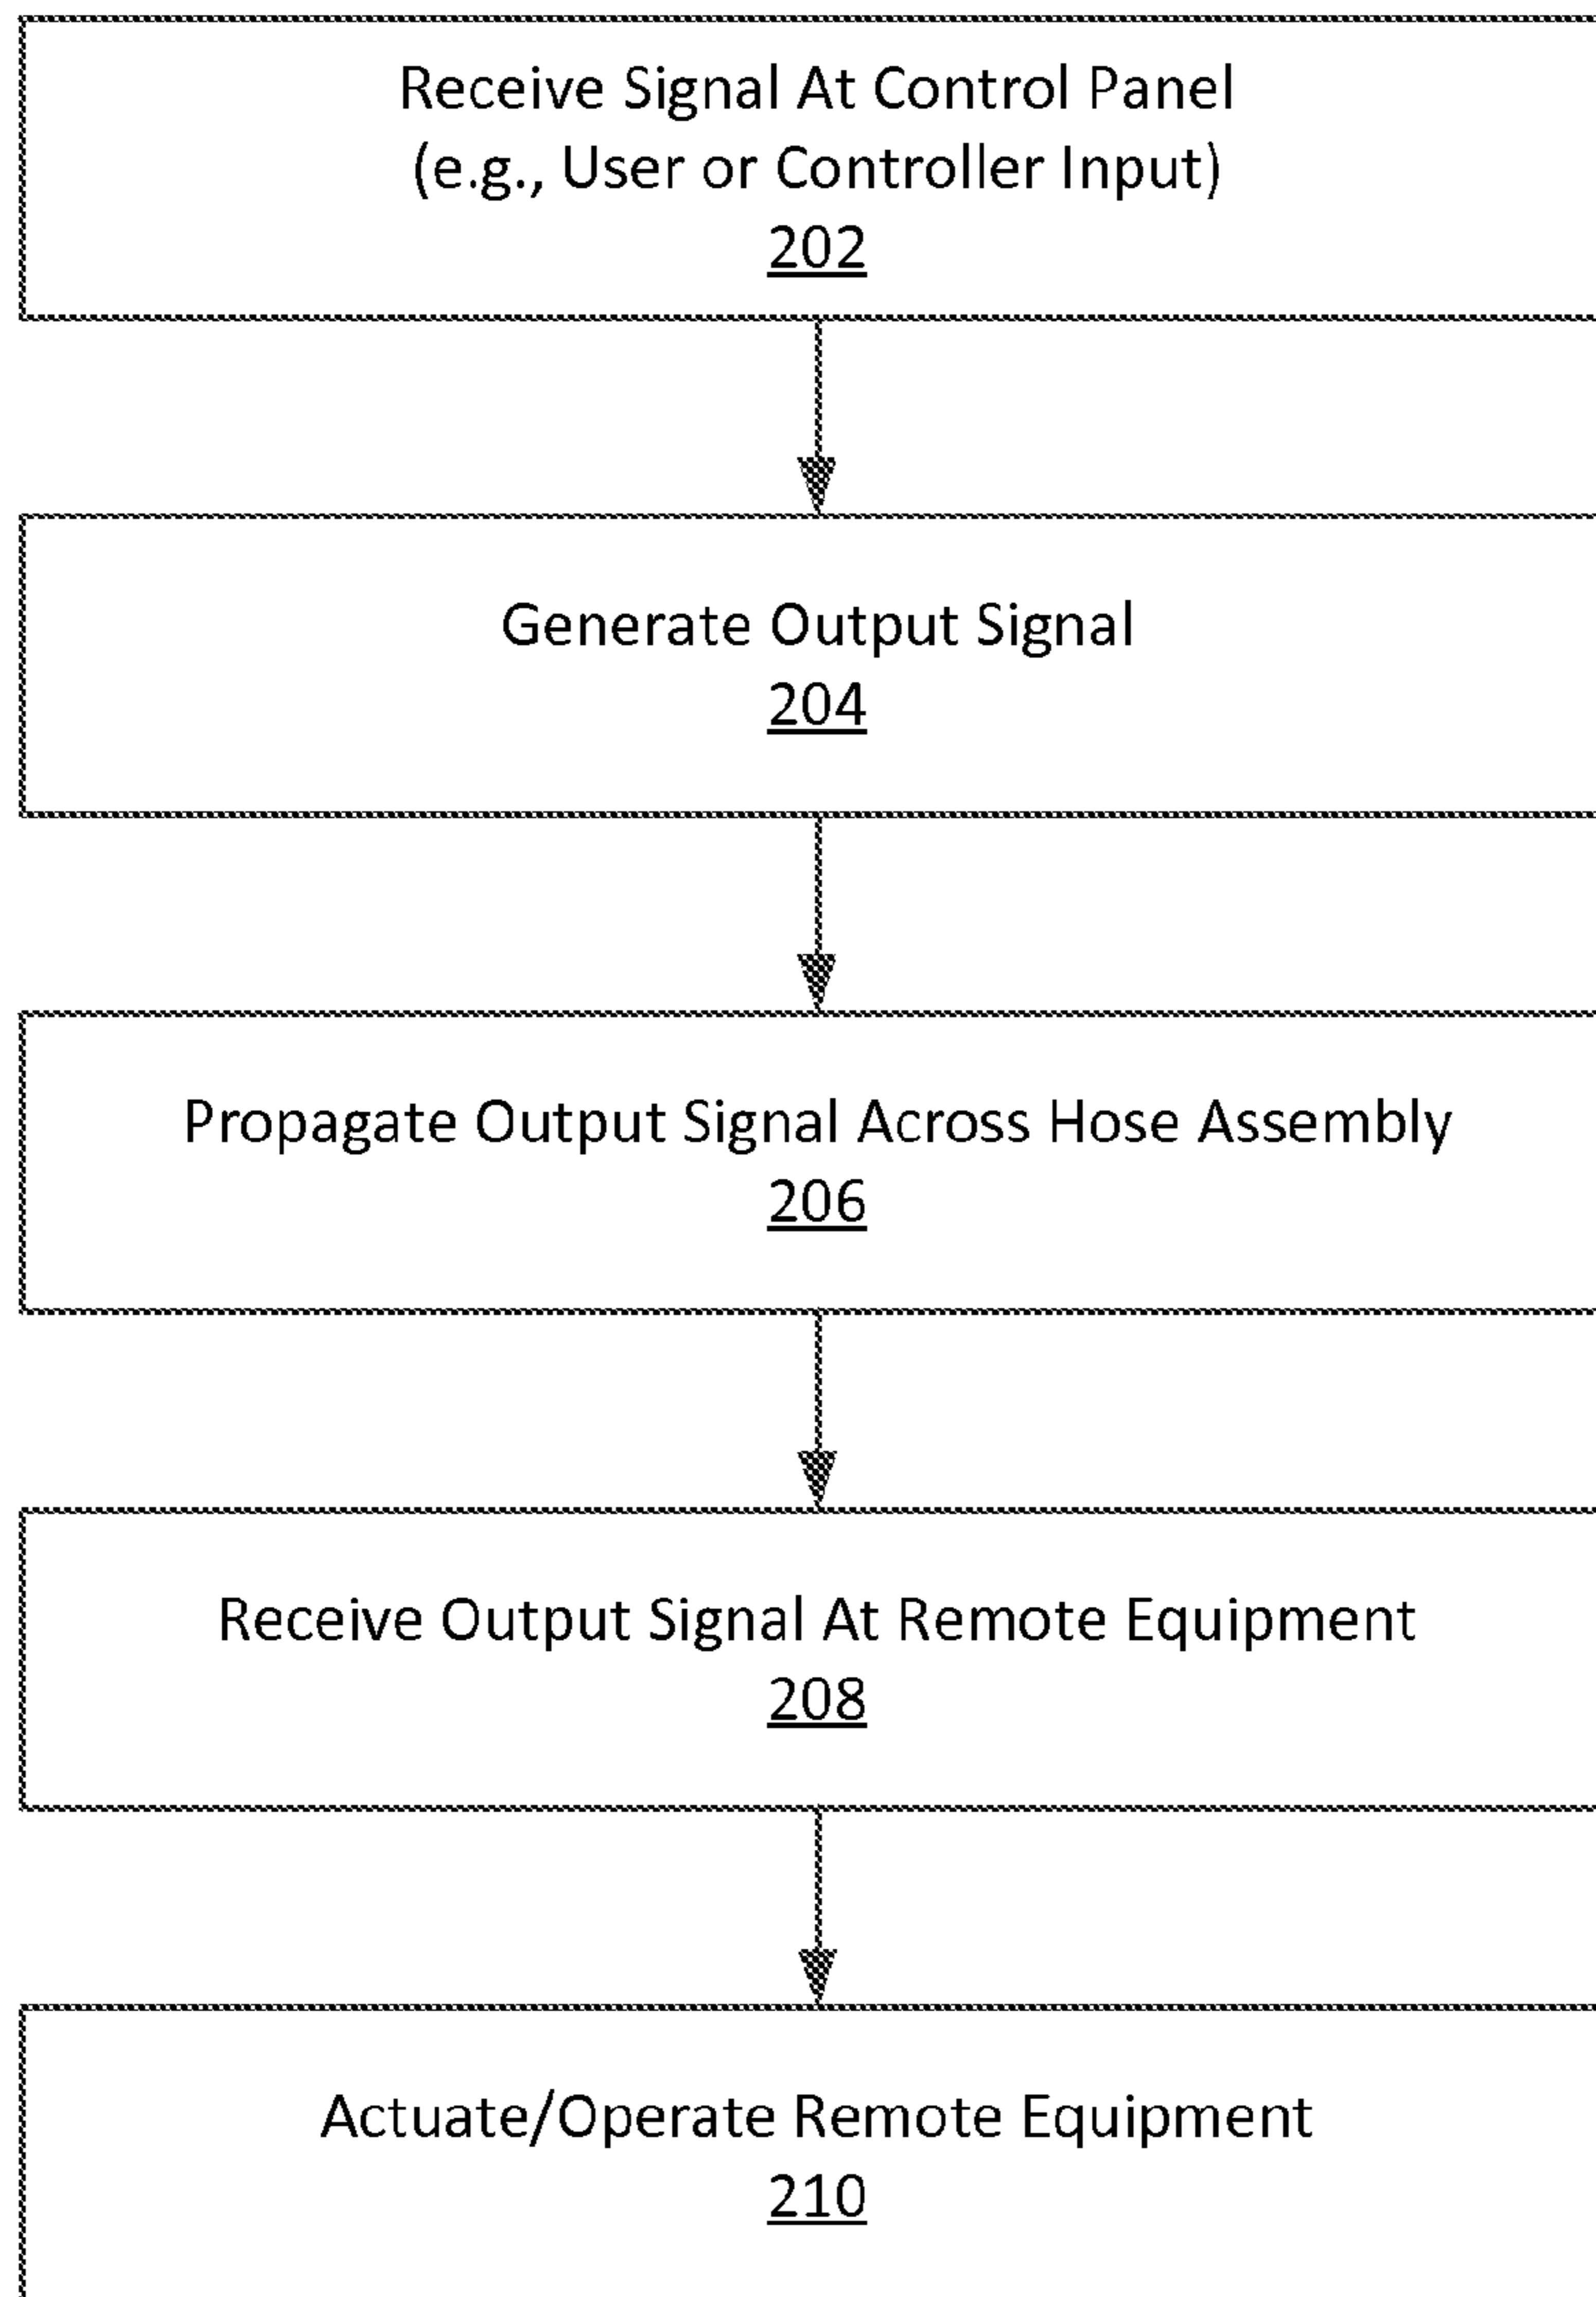 Receive Signal At Control Panel
(e.g., User or Controller Input)
202
Generate Output Signal
204
Propagate Output Signal Across Hose Assembly
206
Receive Output Signal At Remote Equipment
208
Actuate/Operate Remote Equipment
210